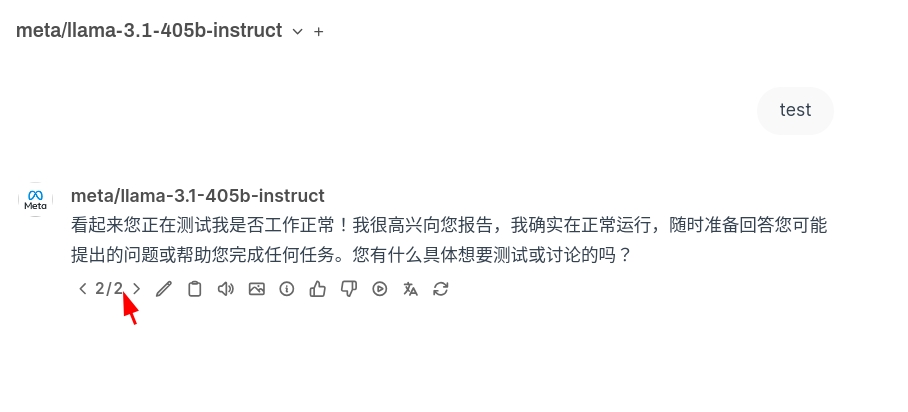 meta/llama-3.1-405b-instruct
test
Meta
meta/llama-3.1-405b-instruct
看起来您正在测试我是否工作正常！我很高兴向您报告，我确实在正常运行，随时准备回答您可能
提出的问题或帮助您完成任何任务。您有什么具体想要测试或讨论的吗？
2/2